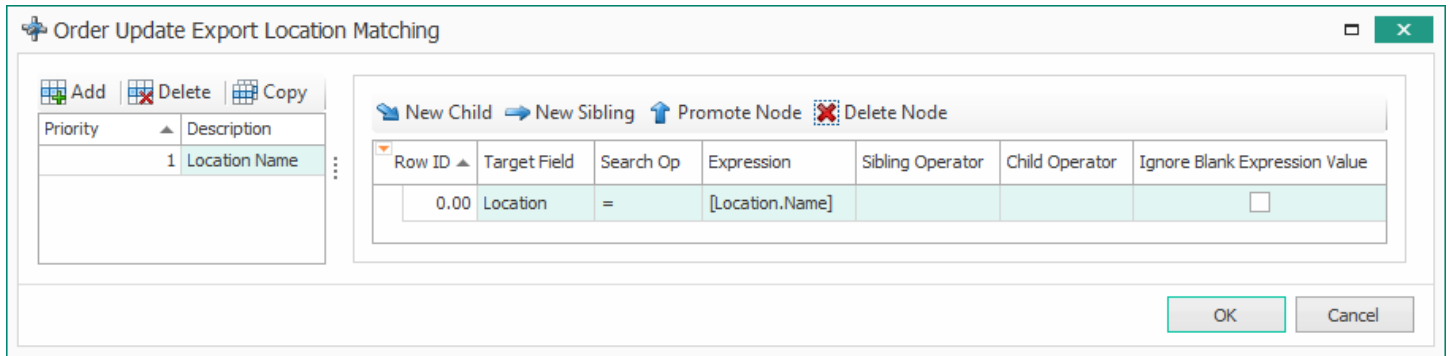 Order Update Export Location Matching
Add Delete Copy
Priority Description
1 Location Name
New Child New Sibling Promote Node Delete Node
Row ID Target Field Search Op Expression Sibling Operator Child Operator Ignore Blank Expression Value
0.00 Location = [Location.Name]
OK Cancel